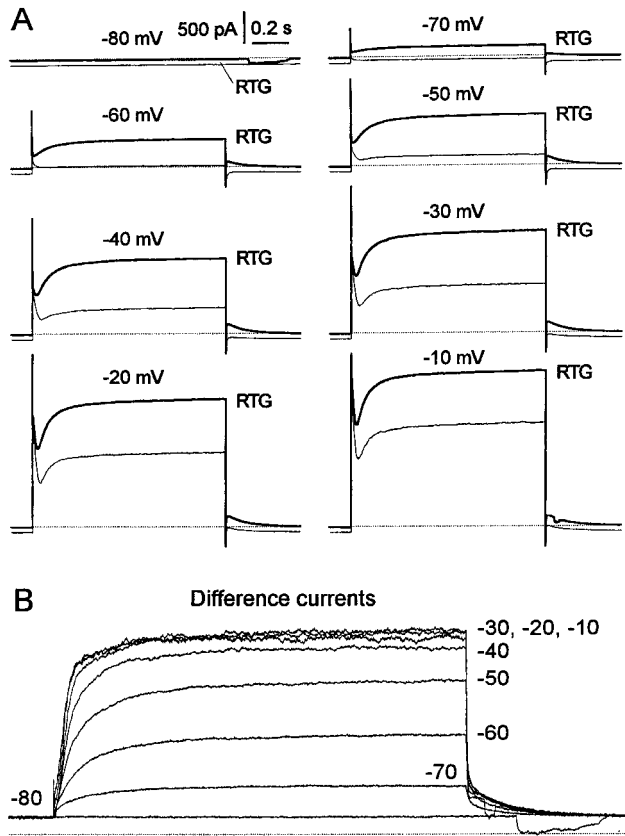 A
-80 mV
500 pA
0.2 s
-70 mV
RTG
RTG
-60 mV
RTG
-50 mV
RTG
-40 mV
RTG
-30 mV
RTG
-20 mV
RTG
-10 mV
RTG
B
Difference currents
-30, -20, -10
-40
-50
-60
-70
-80